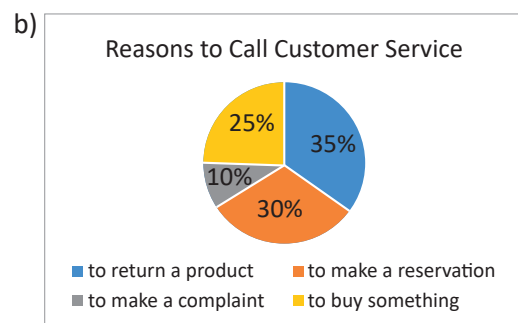 b)
Reasons to Call Customer Service
25%
35%
10%
30%
to return a product to make a reservation
to make a complaint to buy something